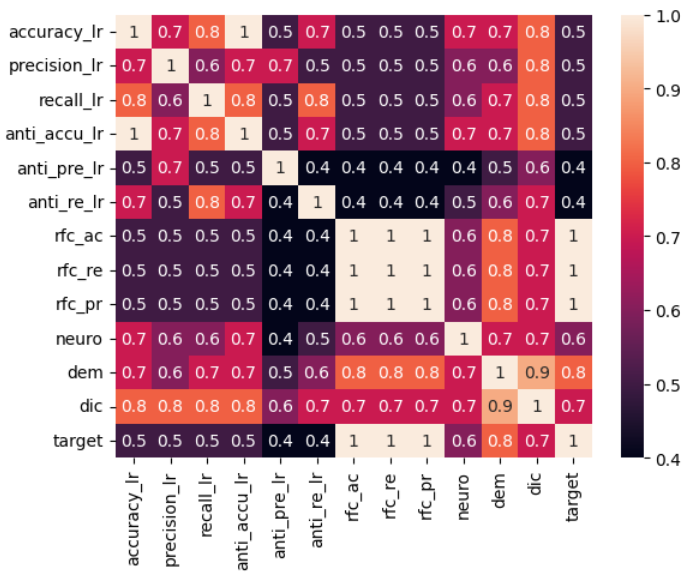 accuracy_lr 1 0.7 0.8 1 0.5 0.7 0.5 0.5 0.5 0.7 0.7 0.8 0.5
precision_lr 0.7 1 0.6 0.7 0.7 0.5 0.5 0.5 0.5 0.6 0.6 0.8 0.5
recall_lr 0.8 0.6 1 0.8 0.5 0.8 0.5 0.5 0.5 0.6 0.7 0.8 0.5
anti_accu_lr 1 0.7 0.8 1 0.5 0.7 0.5 0.5 0.5 0.7 0.7 0.8 0.5
anti_pre_lr 0.5 0.7 0.5 0.5 1 0.4 0.4 0.4 0.4 0.4 0.5 0.6 0.4
anti_re_lr 0.7 0.5 0.8 0.7 0.4 1 0.4 0.4 0.4 0.5 0.6 0.7 0.4
rfc_ac 0.5 0.5 0.5 0.5 0.4 0.4 1 1 1 0.6 0.8 0.7 1
rfc_re 0.5 0.5 0.5 0.5 0.4 0.4 1 1 1 0.6 0.8 0.7 1
rfc_pr 0.5 0.5 0.5 0.5 0.4 0.4 1 1 1 0.6 0.8 0.7 1
neuro 0.7 0.6 0.6 0.7 0.4 0.5 0.6 0.6 0.6 1 0.7 0.7 0.6
dem 0.7 0.6 0.7 0.7 0.5 0.6 0.8 0.8 0.8 0.7 1 0.9 0.8
dic 0.8 0.8 0.8 0.8 0.6 0.7 0.7 0.7 0.7 0.7 0.9 1 0.7
target 0.5 0.5 0.5 0.5 0.4 0.4 1 1 1 0.6 0.8 0.7 1
accuracy_lr
precision_lr
recall_lr
anti_accu_lr
anti_pre_lr
anti_re_lr
rfc_ac
rfc_re
rfc_pr
neuro
dem
dic
target
1.0
0.9
0.8
0.7
0.6
0.5
0.4